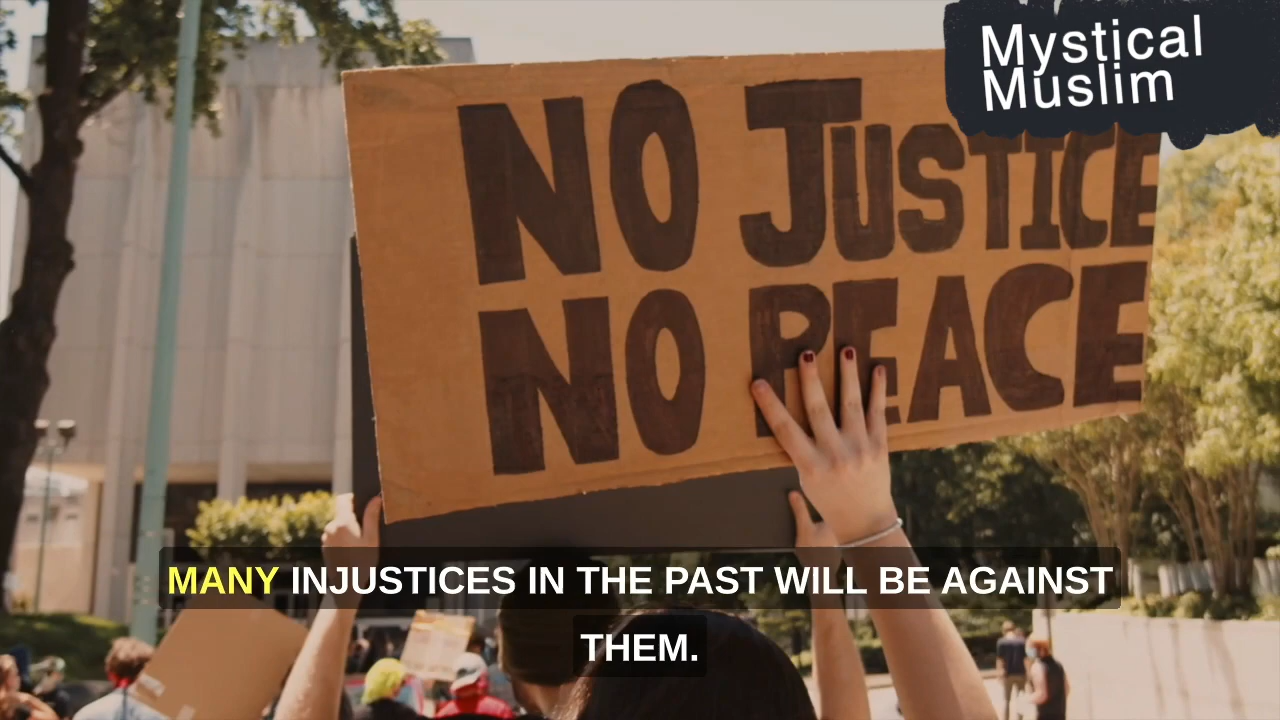 Mystical
Muslim
NO JUSTICE
NO PEACE
MANY INJUSTICES IN THE PAST WILL BE AGAINST
THEM.